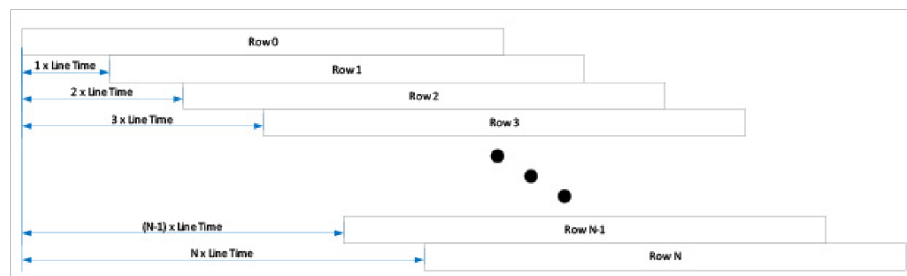 Row 0
1 x Line Time
Row 1
2 x Line Time
Row 2
3 x Line Time
Row 3
(N-1) x Line Time
Row N-1
N x Line Time
Row N